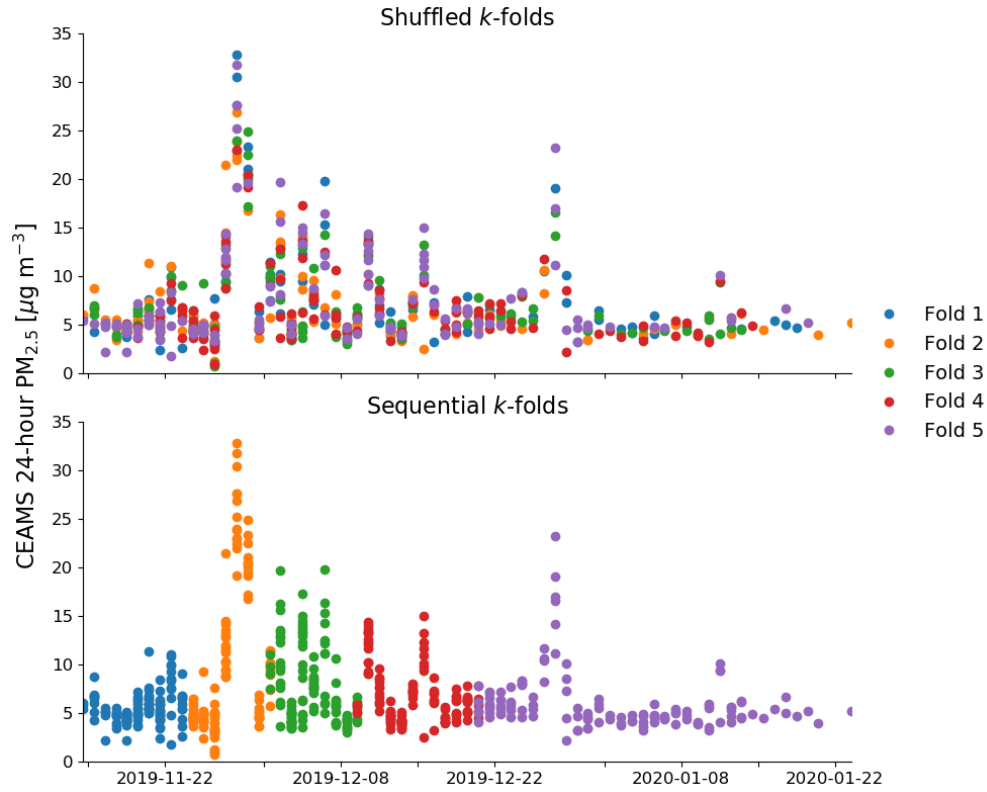 Shuffled k-folds
35
30
25
20
15
10
5
0
CEAMS 24-hour PM2.5 [μg m−3]
Fold 1
Fold 2
Fold 3
Fold 4
Fold 5
Sequential k-folds
35
30
25
20
15
10
5
0
2019-11-22 2019-12-08 2019-12-22 2020-01-08 2020-01-22